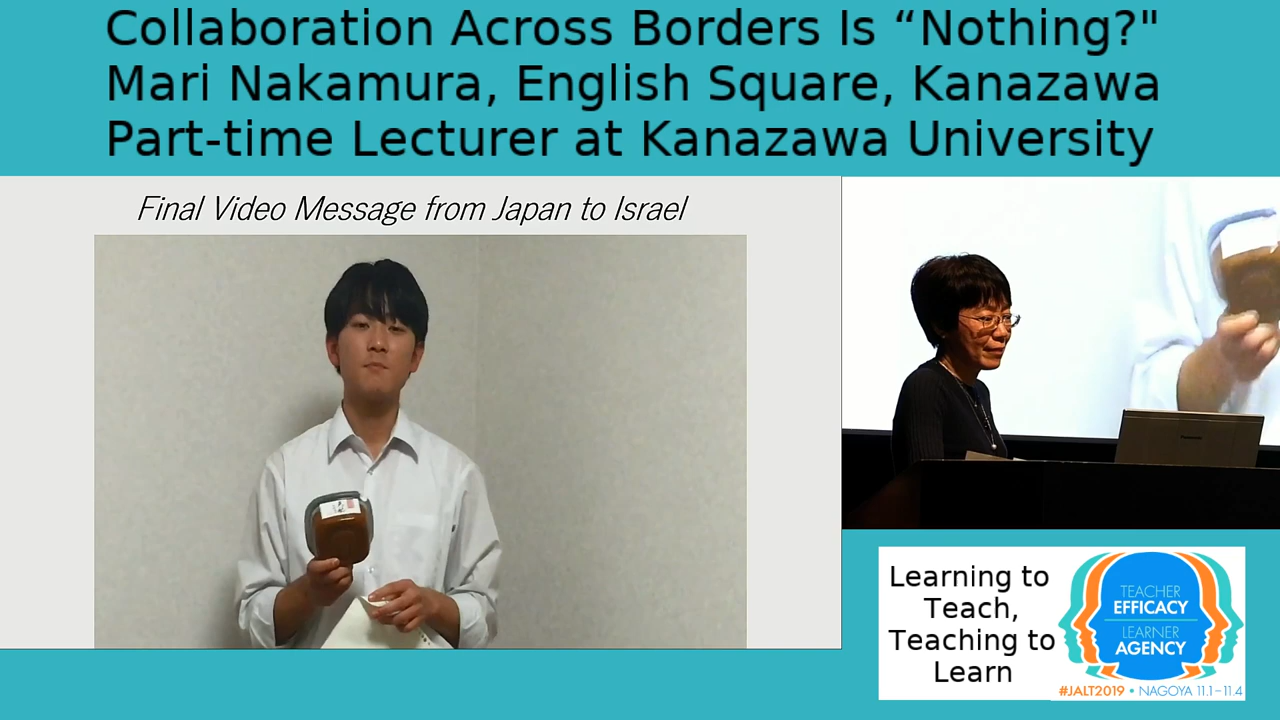 Collaboration Across Borders Is “Nothing?"
Mari Nakamura, English Square, Kanazawa
Part-time Lecturer at Kanazawa University
Final Video Message from Japan to Israel
Learning to
Teach,
Teaching to
Learn
TEACHER
EFFICACY
LEARNER
AGENCY
#JALT2019 • NAGOYA 11.1–11.4